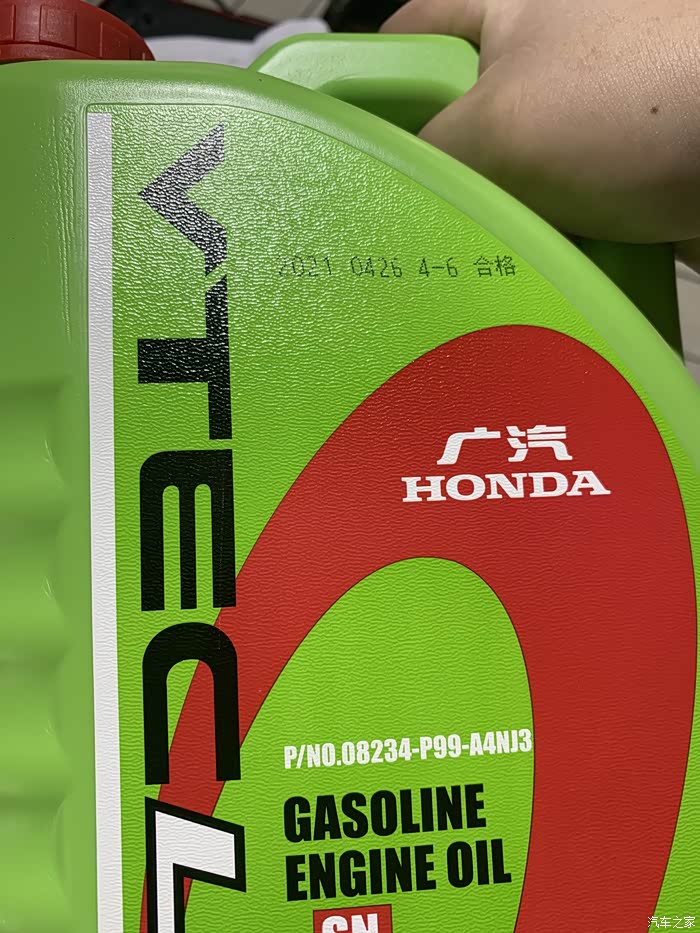 VTECL
2021 0426 4-6 合格
广汽
HONDA
P/NO.08234-P99-A4NJ3
GASOLINE
ENGINE OIL
SN
汽车之家